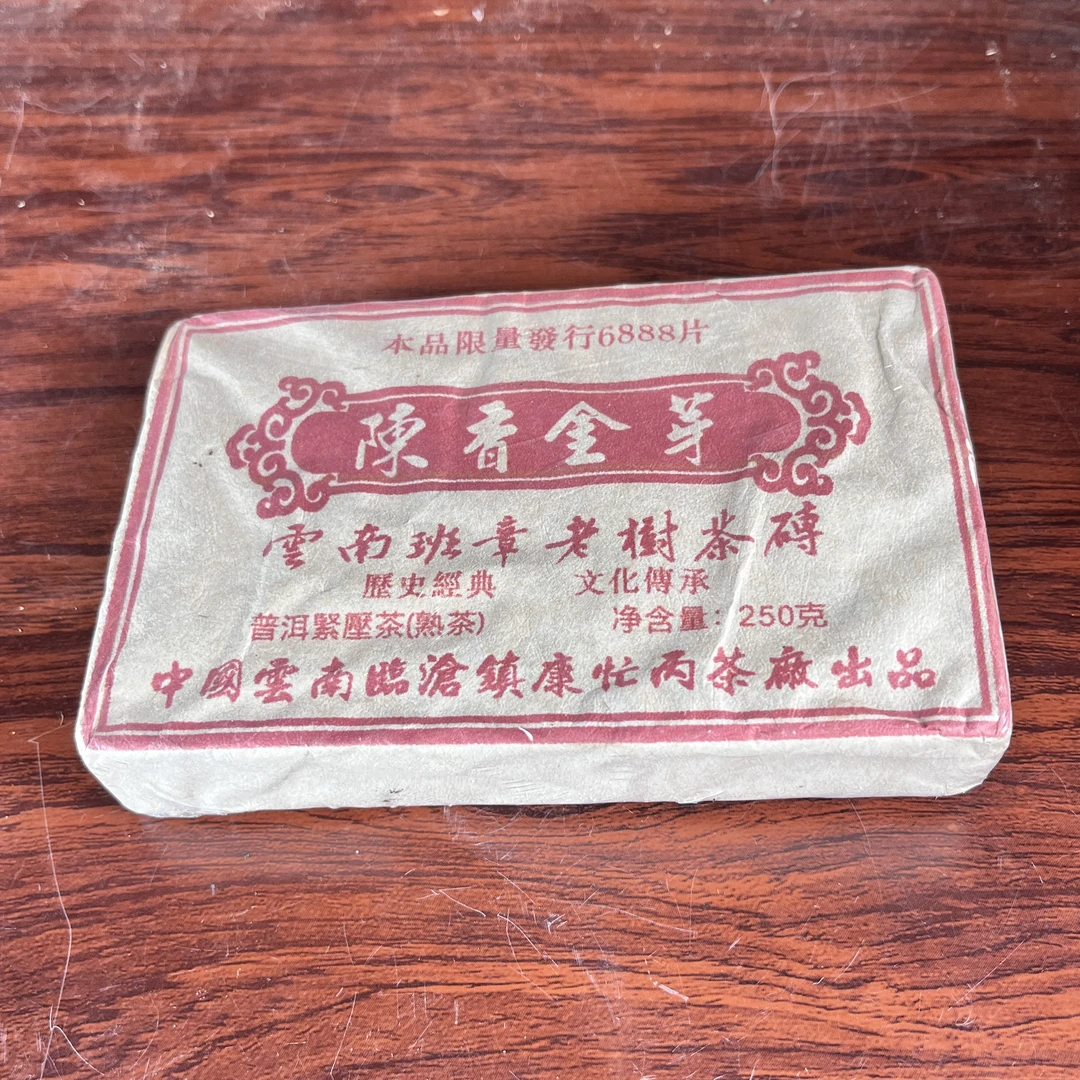 本品限量發行6888片
陳香金芽
雲南班章老樹茶磚
歷史經典 文化傳承
普洱緊壓茶(熟茶) 净含量：250克
中國雲南臨滄鎮康忙丙茶廠出品